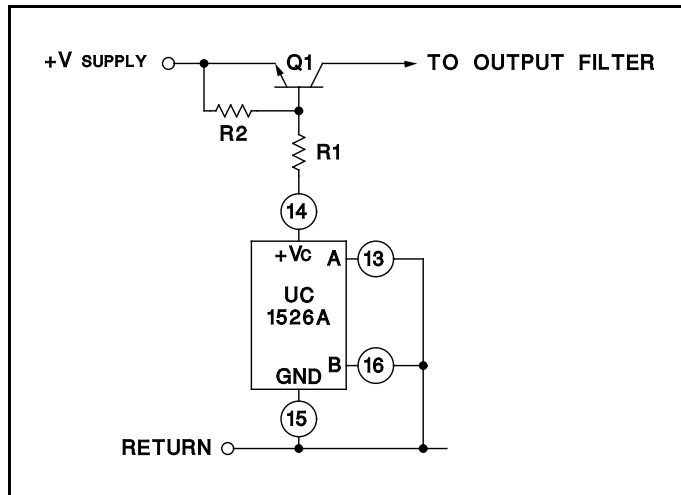 +V SUPPLY
Q1
TO OUTPUT FILTER
R2
R1
14
+VC
A
13
UC
1526A
B
16
GND
15
RETURN